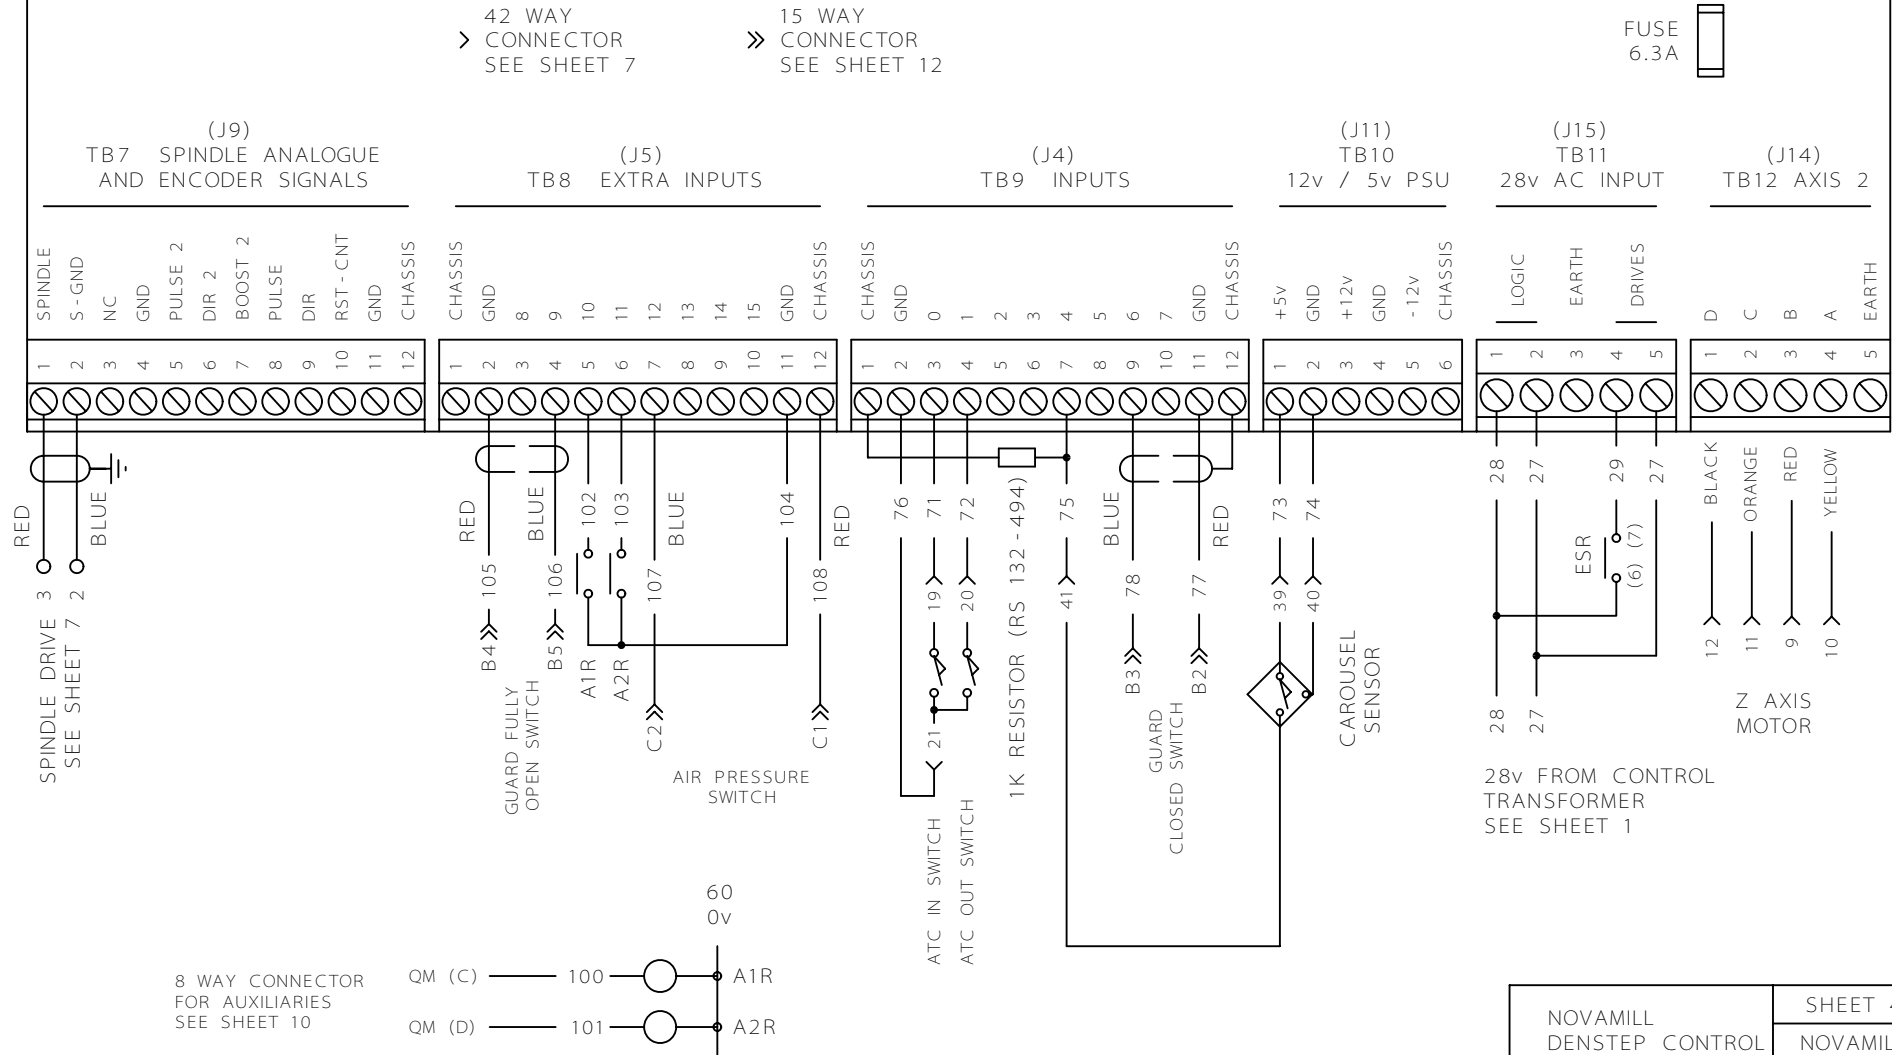 42 WAY
CONNECTOR
SEE SHEET 7
15 WAY
CONNECTOR
SEE SHEET 12
FUSE
6.3A
(J9)
TB7 SPINDLE ANALOGUE
AND ENCODER SIGNALS
(J5)
TB8 EXTRA INPUTS
(J4)
TB9 INPUTS
(J11)
TB10
12v / 5v PSU
(J15)
TB11
28v AC INPUT
(J14)
TB12 AXIS 2
SPINDLE
S-GND
NC
GND
PULSE 2
DIR 2
BOOST 2
PULSE
DIR
RST-CNT
GND
CHASSIS
CHASSIS
GND
8
9
10
11
12
13
14
15
GND
CHASSIS
CHASSIS
GND
0
1
2
3
4
5
6
7
GND
CHASSIS
+5v
GND
+12v
GND
-12v
CHASSIS
LOGIC
EARTH
DRIVES
D
C
B
A
EARTH
1 2 3 4 5 6 7 8 9 10 11 12
1 2 3 4 5 6 7 8 9 10 11 12
1 2 3 4 5 6 7 8 9 10 11 12
1 2 3 4 5 6
1 2 3 4 5
1 2 3 4 5
RED
BLUE
3
2
SPINDLE DRIVE
SEE SHEET 7
RED
BLUE
102
103
BLUE
104
RED
105
106
107
108
B4
B5
A1R
A2R
C2
C1
GUARD FULLY
OPEN SWITCH
AIR PRESSURE
SWITCH
76
71
72
19
20
21
ATC IN SWITCH
ATC OUT SWITCH
1K RESISTOR (RS 132-494)
75
41
BLUE
RED
78
77
B3
B2
GUARD
CLOSED SWITCH
73
74
39
40
CAROUSEL
SENSOR
28
27
29
27
ESR
(6) (7)
28
27
28v FROM CONTROL
TRANSFORMER
SEE SHEET 1
BLACK
ORANGE
RED
YELLOW
12
11
9
10
Z AXIS
MOTOR
60
0v
8 WAY CONNECTOR
FOR AUXILIARIES
SEE SHEET 10
QM (C)
100
A1R
QM (D)
101
A2R
NOVAMILL
DENSTEP CONTROL
SHEET 4
NOVAMIL